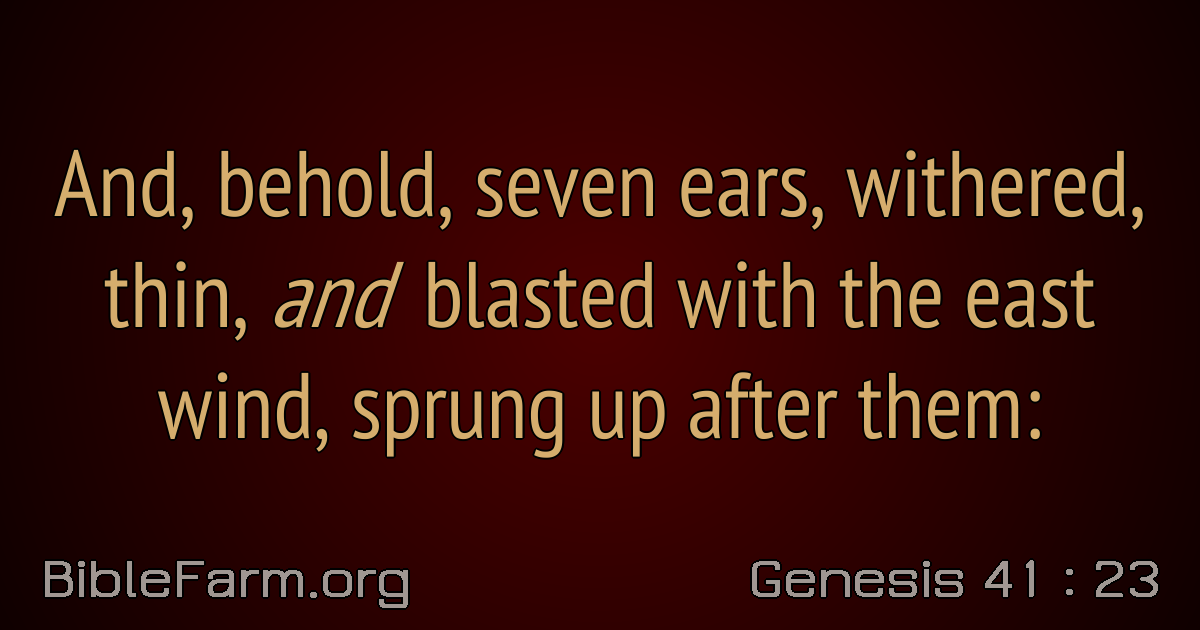 And, behold, seven ears, withered,
thin, and blasted with the east
wind, sprung up after them:
BibleFarm.org
Genesis 41 : 23